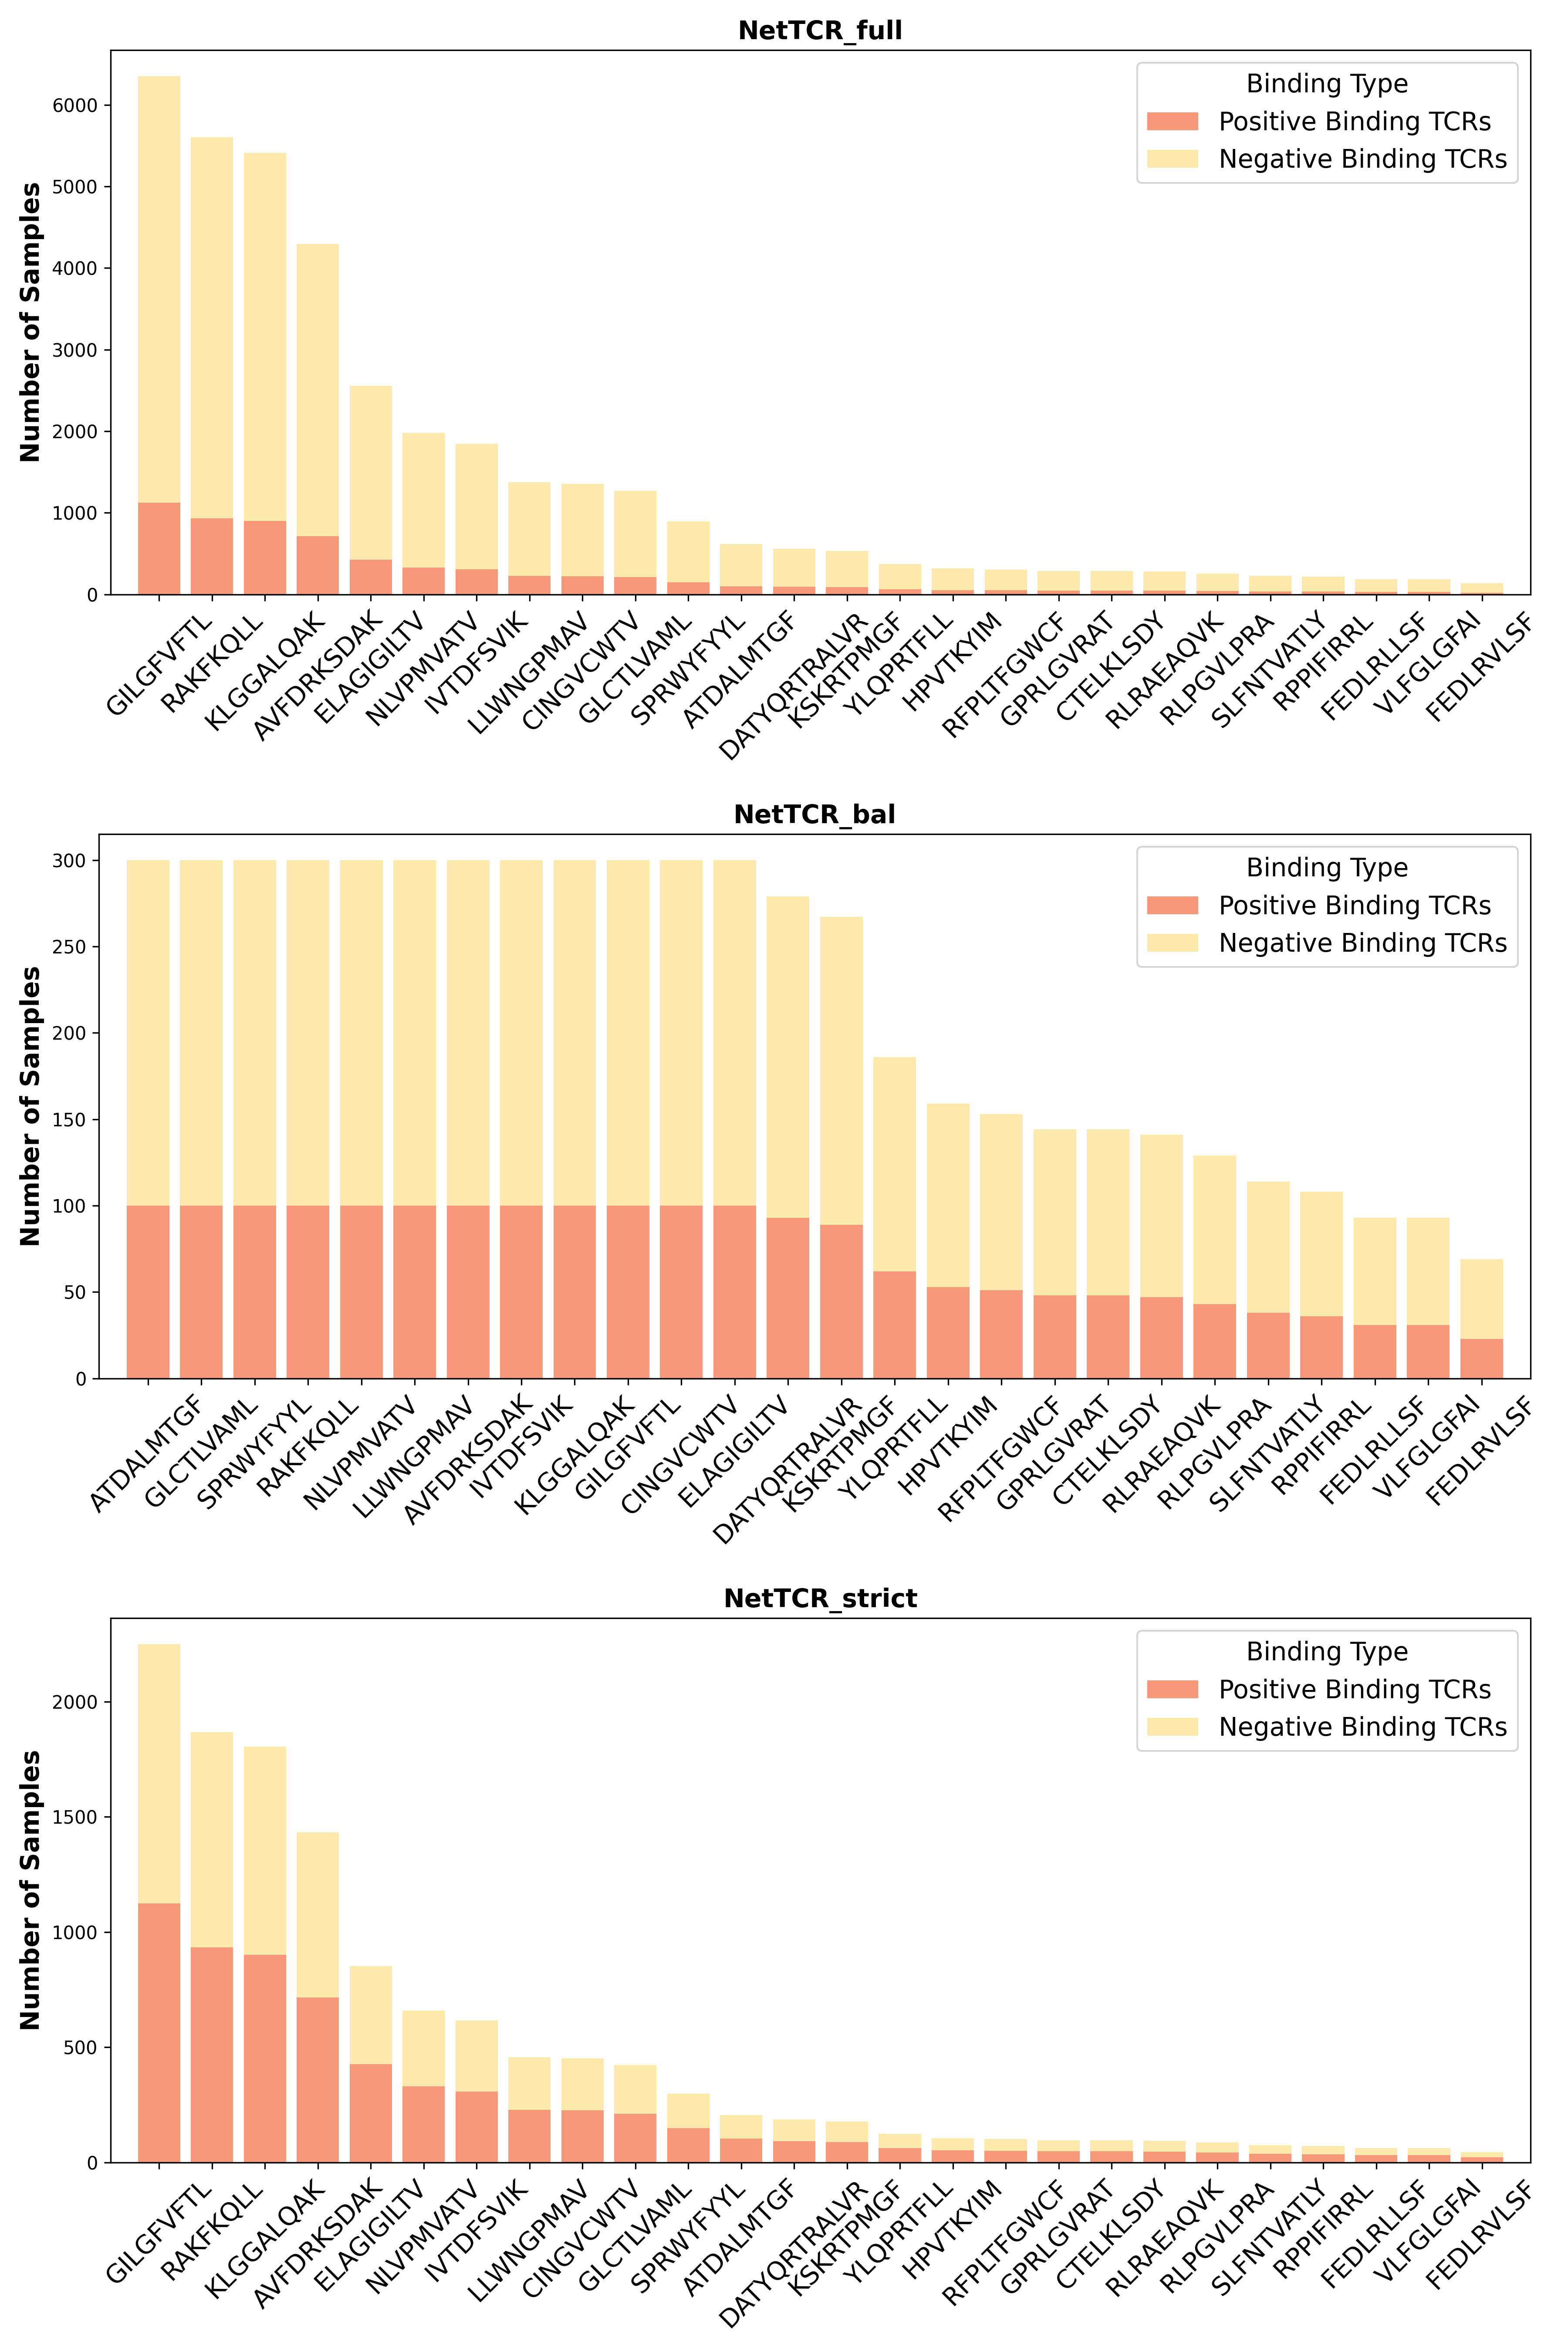 NetTCR_full
Number of Samples
6000
5000
4000
3000
2000
1000
0
Binding Type
Positive Binding TCRs
Negative Binding TCRs
GILGFVFTL
RAKFKQLL
KLGGALQAK
AVFDRKSDAK
ELAGIGILTV
NLVPMVATV
IVTDFSVIK
LLWNGPMAV
CINGVCWTV
GLCTLVAML
SPRWYFYYL
ATDALMTGF
DATYQRTRALVR
KSKRTPMGF
YLQPRTFLL
HPVTKYIM
RFPLTFGWCF
GPRLGVRAT
CTELKLSDY
RLRAEAQVK
RLPGVLPRA
SLFNTVATLY
RPPIFIRRL
FEDLRLLSF
VLFGLGFAI
FEDLRVLSF
NetTCR_bal
Number of Samples
300
250
200
150
100
50
0
Binding Type
Positive Binding TCRs
Negative Binding TCRs
ATDALMTGF
GLCTLVAML
SPRWYFYYL
RAKFKQLL
NLVPMVATV
LLWNGPMAV
AVFDRKSDAK
IVTDFSVIK
KLGGALQAK
GILGFVFTL
CINGVCWTV
ELAGIGILTV
DATYQRTRALVR
KSKRTPMGF
YLQPRTFLL
HPVTKYIM
RFPLTFGWCF
GPRLGVRAT
CTELKLSDY
RLRAEAQVK
RLPGVLPRA
SLFNTVATLY
RPPIFIRRL
FEDLRLLSF
VLFGLGFAI
FEDLRVLSF
NetTCR_strict
Number of Samples
2000
1500
1000
500
0
Binding Type
Positive Binding TCRs
Negative Binding TCRs
GILGFVFTL
RAKFKQLL
KLGGALQAK
AVFDRKSDAK
ELAGIGILTV
NLVPMVATV
IVTDFSVIK
LLWNGPMAV
CINGVCWTV
GLCTLVAML
SPRWYFYYL
ATDALMTGF
DATYQRTRALVR
KSKRTPMGF
YLQPRTFLL
HPVTKYIM
RFPLTFGWCF
GPRLGVRAT
CTELKLSDY
RLRAEAQVK
RLPGVLPRA
SLFNTVATLY
RPPIFIRRL
FEDLRLLSF
VLFGLGFAI
FEDLRVLSF